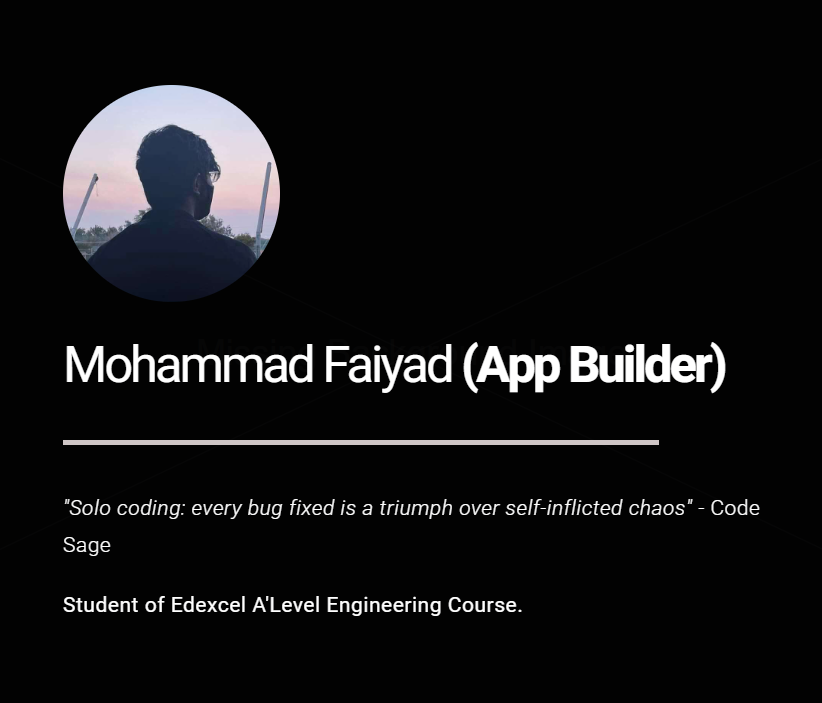 Mohammad Faiyad (App Builder)
"Solo coding: every bug fixed is a triumph over self-inflicted chaos" - Code
Sage
Student of Edexcel A'Level Engineering Course.